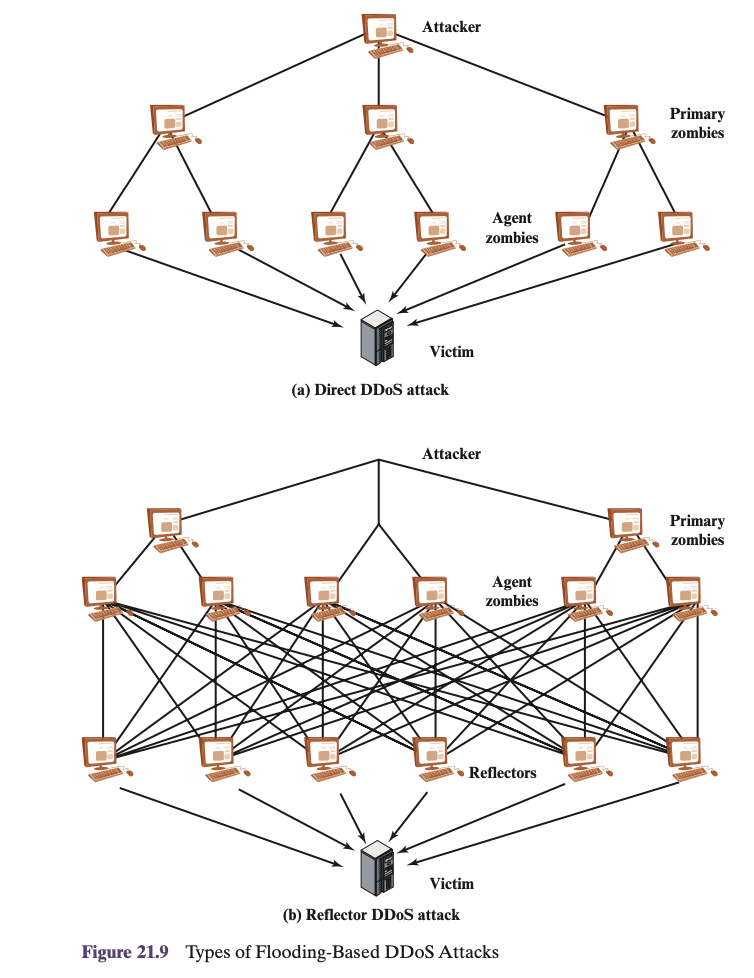 Attacker
Primary
zombies
Agent
zombies
Victim
(a) Direct DDoS attack
Attacker
Primary
zombies
Agent
zombies
Reflectors
Victim
(b) Reflector DDoS attack
Figure 21.9 Types of Flooding-Based DDoS Attacks